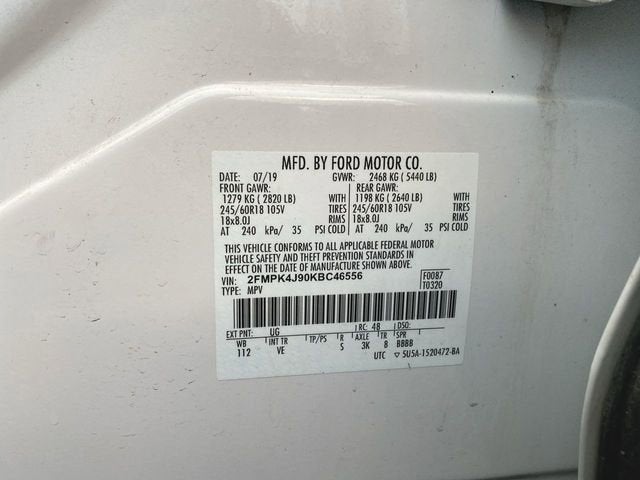 MFD. BY FORD MOTOR CO.
DATE: 07/19 GVWR: 2468 KG ( 5440 LB)
FRONT GAWR: REAR GAWR:
1279 KG ( 2820 LB) WITH 1198 KG ( 2640 LB) WITH
245/60R18 105V TIRES 245/60R18 105V TIRES
18x8.0J RIMS 18x8.0J RIMS
AT 240 kPa/ 35 PSI COLD AT 240 kPa/ 35 PSI COLD
THIS VEHICLE CONFORMS TO ALL APPLICABLE FEDERAL MOTOR
VEHICLE SAFETY AND THEFT PREVENTION STANDARDS IN
EFFECT ON THE DATE OF MANUFACTURE SHOWN ABOVE.
VIN: 2FMPK4J90KBC46556 F0087
TYPE: MPV T0320
EXT PNT: UG RC: 48 DSO:
WB INT TR TP/PS R AXLE TR SPR
112 VE S 3K 8 BBBB
UTC ▽ 5U5A-1520472-BA